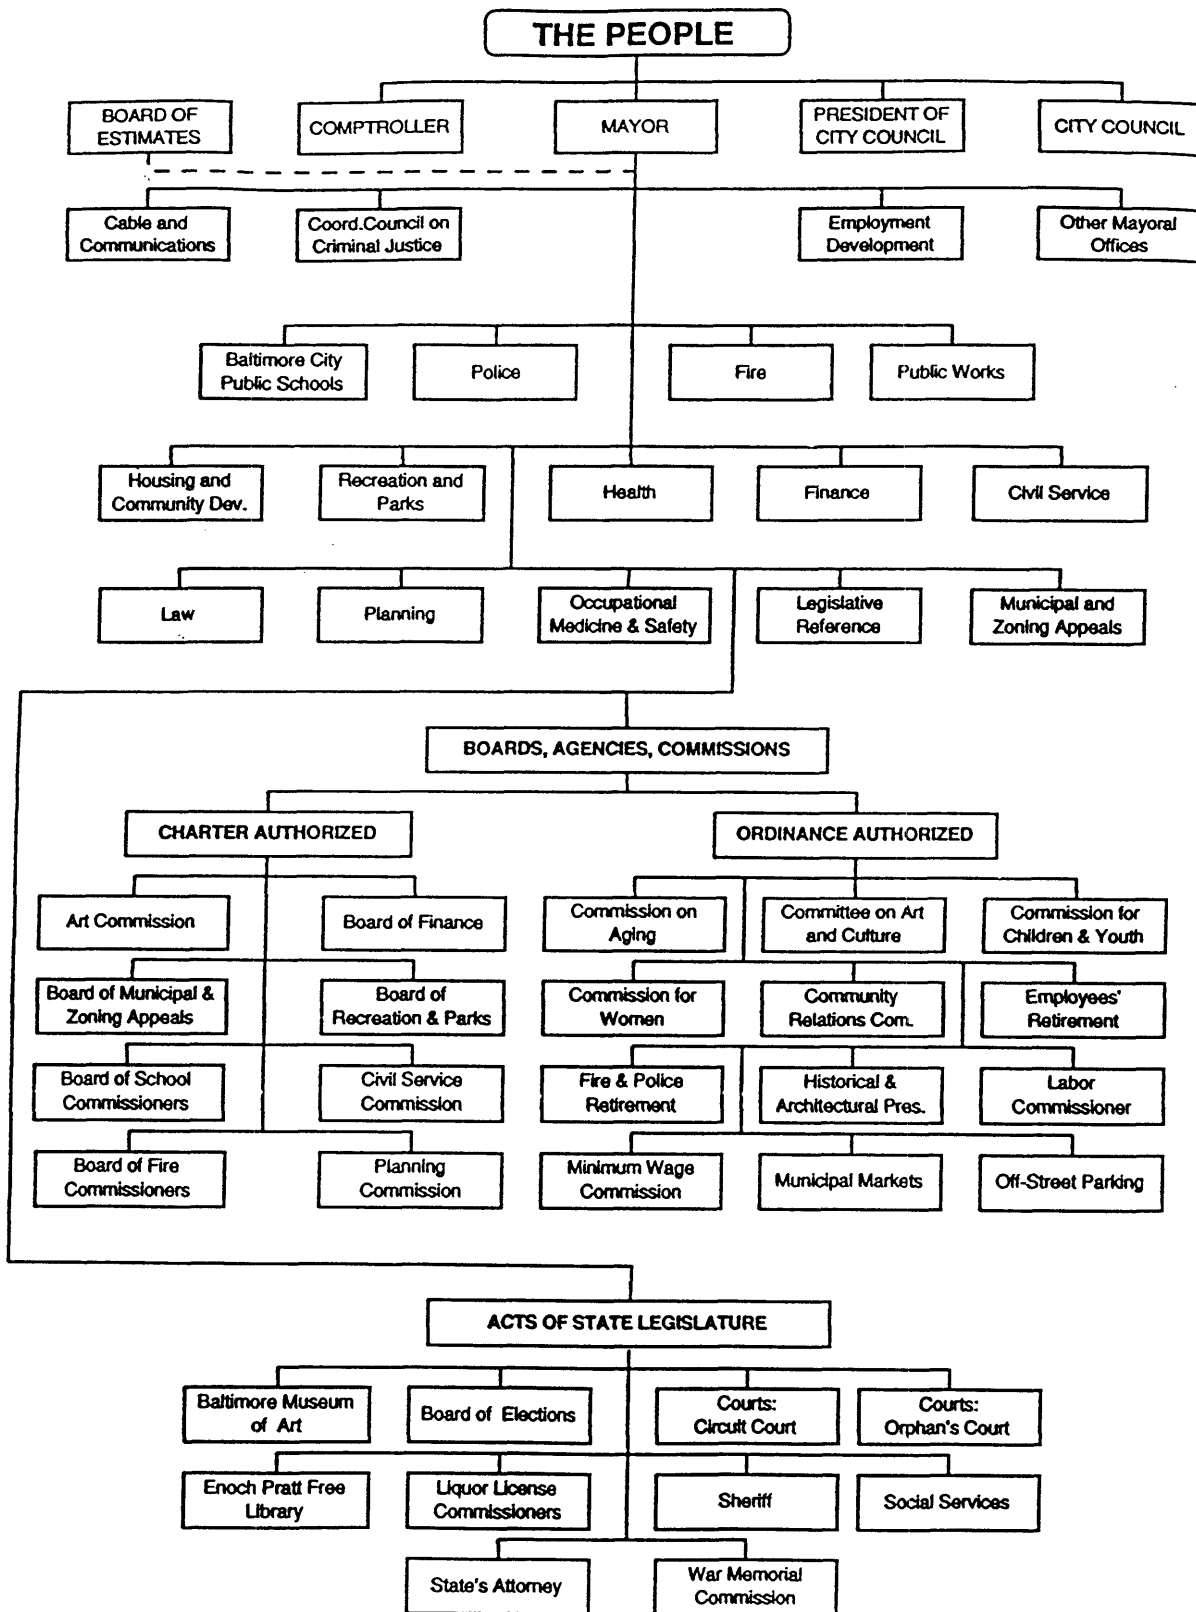 THE PEOPLE
BOARD OF
ESTIMATES
COMPTROLLER
MAYOR
PRESIDENT OF
CITY COUNCIL
CITY COUNCIL
Cable and
Communications
Coord.Council on
Criminal Justice
Employment
Development
Other Mayoral
Offices
Baltimore City
Public Schools
Police
Fire
Public Works
Housing and
Community Dev.
Recreation and
Parks
Health
Finance
Civil Service
Law
Planning
Occupational
Medicine & Safety
Legislative
Reference
Municipal and
Zoning Appeals
BOARDS, AGENCIES, COMMISSIONS
CHARTER AUTHORIZED
ORDINANCE AUTHORIZED
Art Commission
Board of Finance
Commission on
Aging
Committee on Art
and Culture
Commission for
Children & Youth
Board of Municipal &
Zoning Appeals
Board of
Recreation & Parks
Commission for
Women
Community
Relations Com.
Employees'
Retirement
Board of School
Commissioners
Civil Service
Commission
Fire & Police
Retirement
Historical &
Architectural Pres.
Labor
Commissioner
Board of Fire
Commissioners
Planning
Commission
Minimum Wage
Commission
Municipal Markets
Off-Street Parking
ACTS OF STATE LEGISLATURE
Baltimore Museum
of Art
Board of Elections
Courts:
Circuit Court
Courts:
Orphan's Court
Enoch Pratt Free
Library
Liquor License
Commissioners
Sheriff
Social Services
State's Attorney
War Memorial
Commission